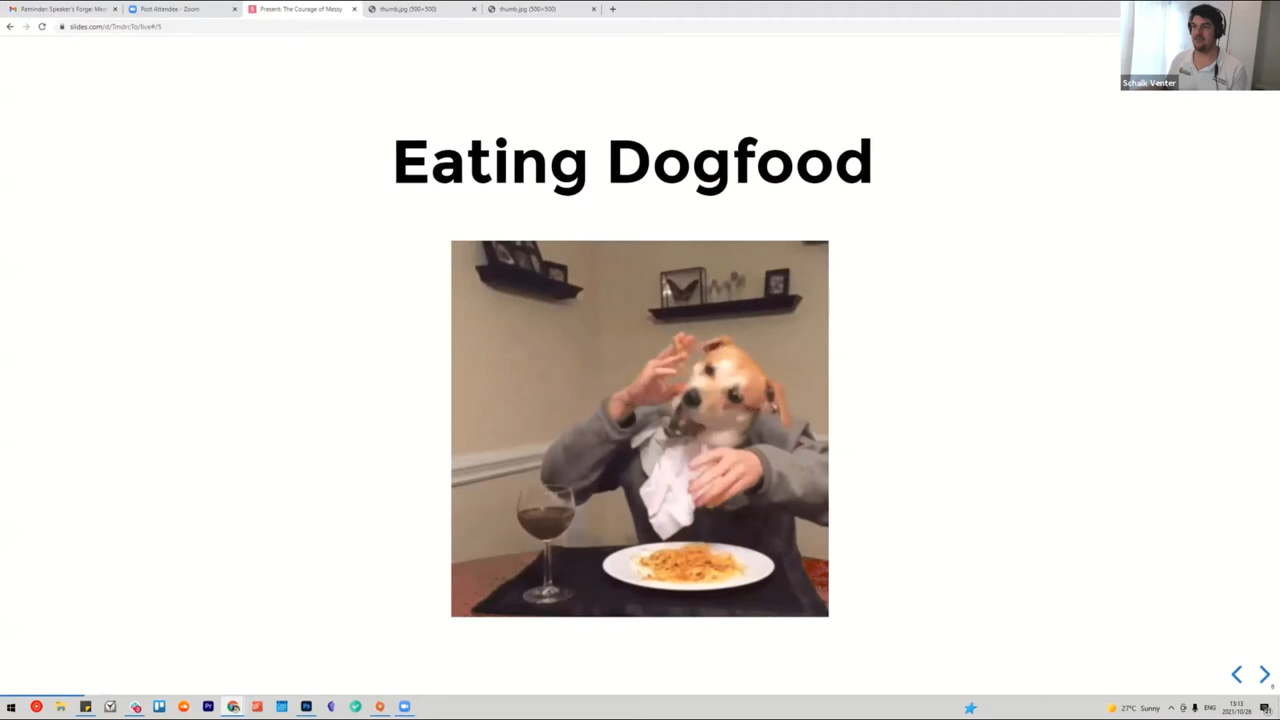 Reminder: Speaker's Forge: Mee
Post Attendee - Zoom
Present: The Courage of Messy
thumb.jpg (500×500)
thumb.jpg (500×500)
slides.com/d/TmdrcTo/live#/5
Schalk Venter
Eating Dogfood
6
27°C Sunny
ENG
13:13
2021/10/26